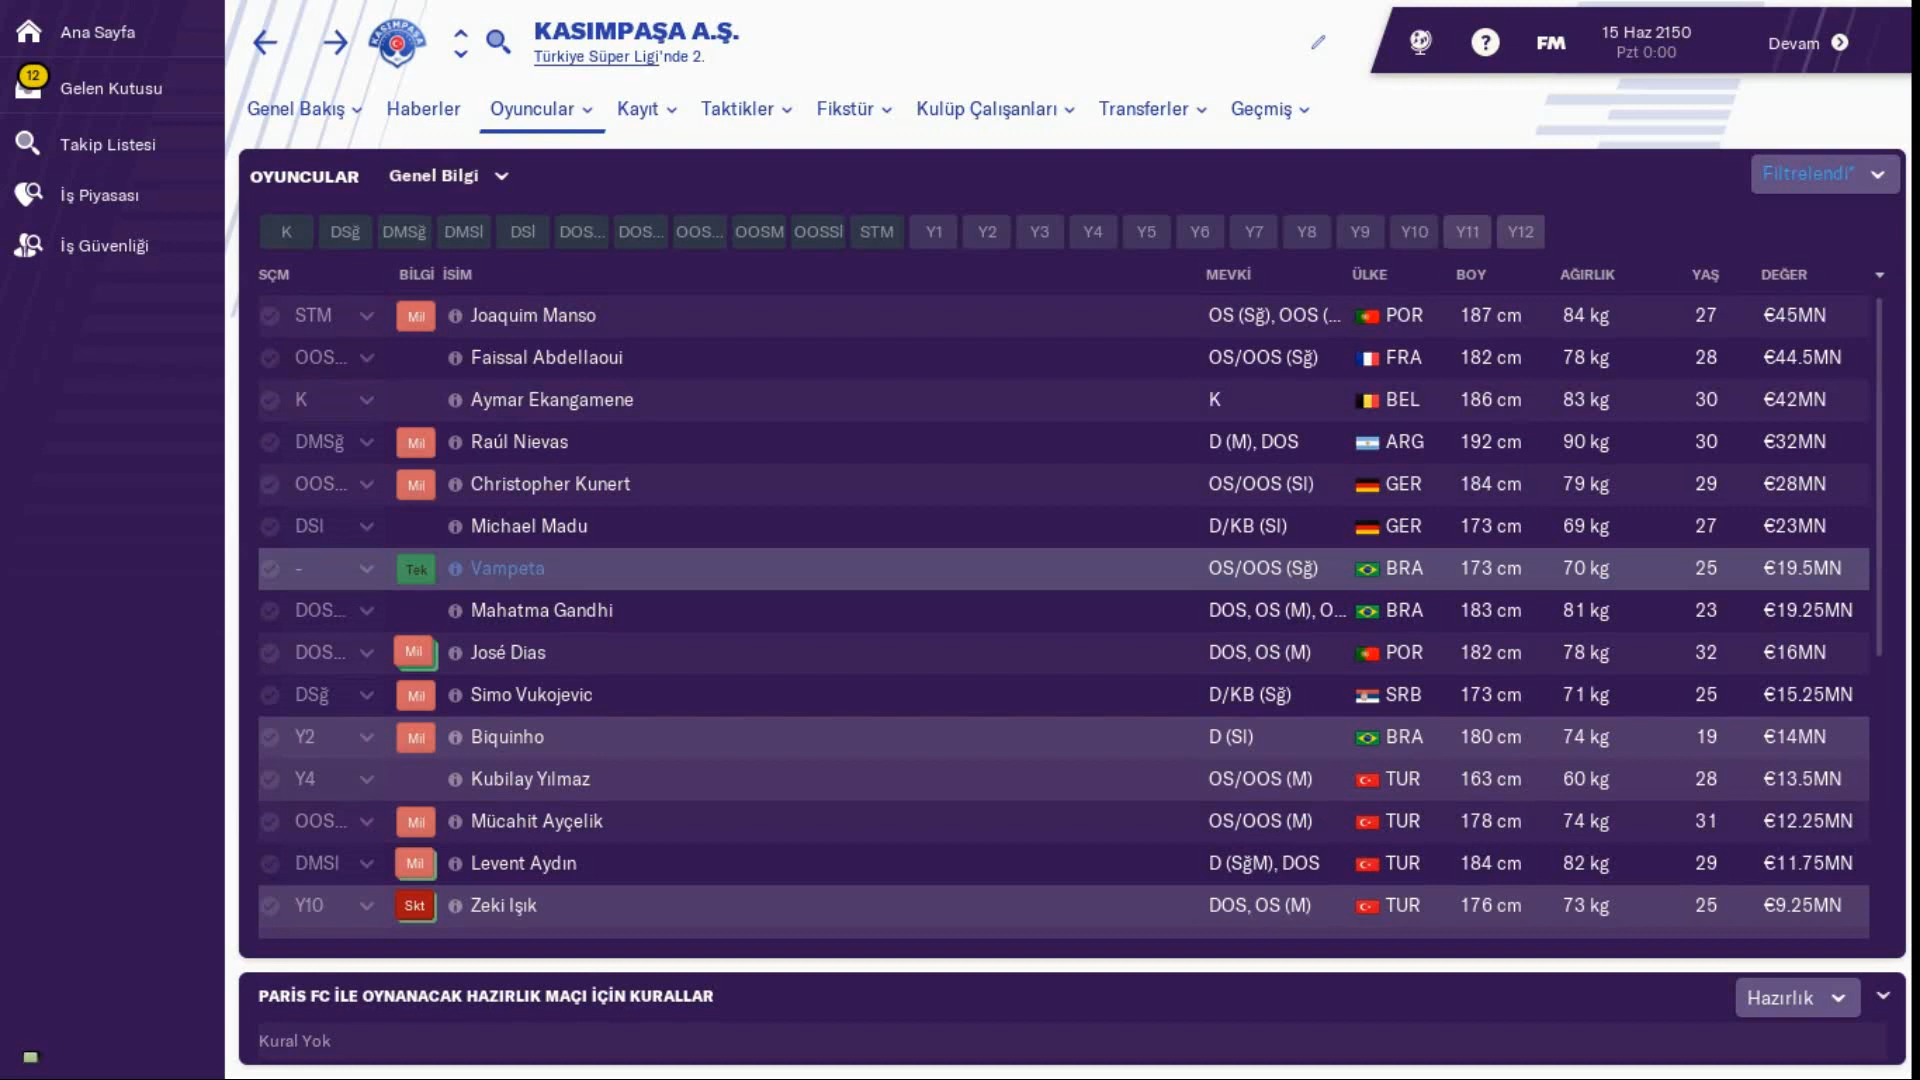 Ana Sayfa
12
Gelen Kutusu
Takip Listesi
İş Piyasası
İş Güvenliği
KASIMPAŞA
KASIMPAŞA A.Ş.
Türkiye Süper Ligi'nde 2.
FM
15 Haz 2150
Pzt 0:00
Devam
Genel Bakış Haberler Oyuncular Kayıt Taktikler Fikstür Kulüp Çalışanları Transferler Geçmiş
OYUNCULAR Genel Bilgi Filtrelendi*
K DSğ DMSğ DMSl DSl DOS... DOS... OOS... OOSM OOSSl STM Y1 Y2 Y3 Y4 Y5 Y6 Y7 Y8 Y9 Y10 Y11 Y12
SÇM BİLGİ İSİM MEVKİ ÜLKE BOY AĞIRLIK YAŞ DEĞER
STM Mil Joaquim Manso OS (Sğ), OOS (... POR 187 cm 84 kg 27 €45MN
OOS... Faissal Abdellaoui OS/OOS (Sğ) FRA 182 cm 78 kg 28 €44.5MN
K Aymar Ekangamene K BEL 186 cm 83 kg 30 €42MN
DMSğ Mil Raúl Nievas D (M), DOS ARG 192 cm 90 kg 30 €32MN
OOS... Mil Christopher Kunert OS/OOS (Sl) GER 184 cm 79 kg 29 €28MN
DSl Michael Madu D/KB (Sl) GER 173 cm 69 kg 27 €23MN
- Tek Vampeta OS/OOS (Sğ) BRA 173 cm 70 kg 25 €19.5MN
DOS... Mahatma Gandhi DOS, OS (M), O... BRA 183 cm 81 kg 23 €19.25MN
DOS... Mil José Dias DOS, OS (M) POR 182 cm 78 kg 32 €16MN
DSğ Mil Simo Vukojevic D/KB (Sğ) SRB 173 cm 71 kg 25 €15.25MN
Y2 Mil Biquinho D (Sl) BRA 180 cm 74 kg 19 €14MN
Y4 Kubilay Yılmaz OS/OOS (M) TUR 163 cm 60 kg 28 €13.5MN
OOS... Mil Mücahit Ayçelik OS/OOS (M) TUR 178 cm 74 kg 31 €12.25MN
DMSl Mil Levent Aydın D (SğM), DOS TUR 184 cm 82 kg 29 €11.75MN
Y10 Skt Zeki Işık DOS, OS (M) TUR 176 cm 73 kg 25 €9.25MN
PARİS FC İLE OYNANACAK HAZIRLIK MAÇI İÇİN KURALLAR Hazırlık
Kural Yok